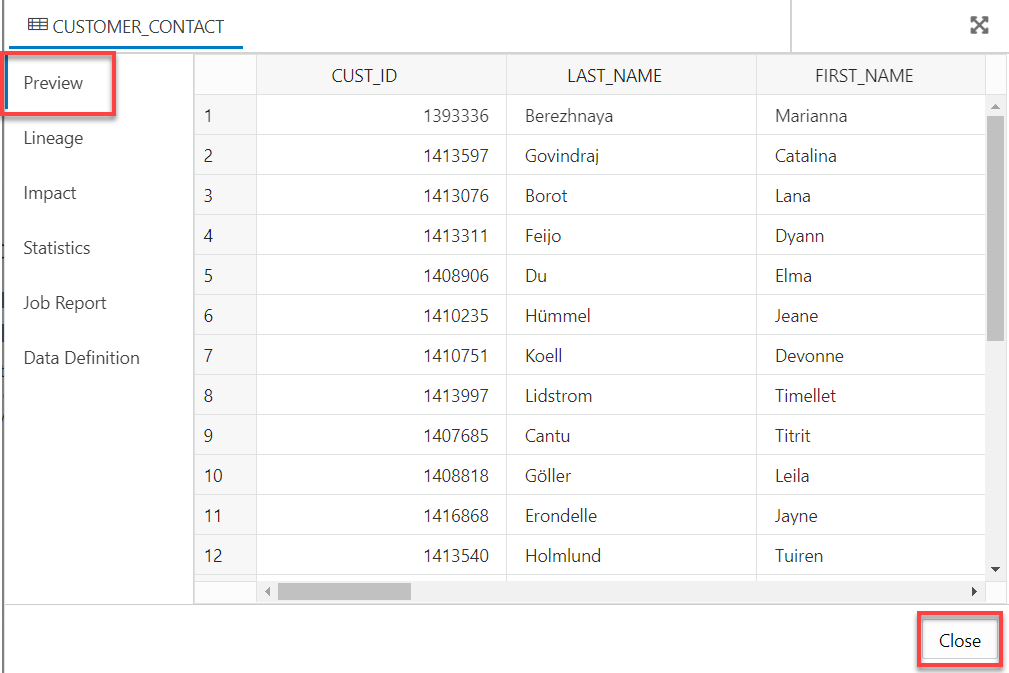 CUSTOMER_CONTACT
Preview
Lineage
Impact
Statistics
Job Report
Data Definition
CUST_ID LAST_NAME FIRST_NAME
1 1393336 Berezhnaya Marianna
2 1413597 Govindraj Catalina
3 1413076 Borot Lana
4 1413311 Feijo Dyann
5 1408906 Du Elma
6 1410235 Hümmel Jeane
7 1410751 Koell Devonne
8 1413997 Lidstrom Timellet
9 1407685 Cantu Titrit
10 1408818 Göller Leila
11 1416868 Erondelle Jayne
12 1413540 Holmlund Tuiren
Close